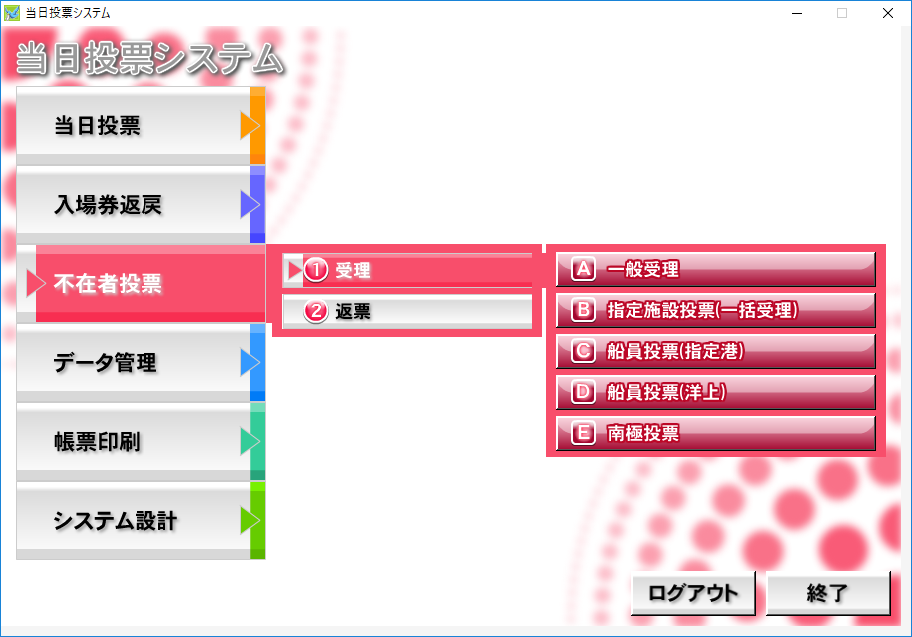 当日投票システム
当日投票システム
当日投票
入場券返戻
不在者投票
① 受理
② 返票
A 一般受理
B 指定施設投票(一括受理)
C 船員投票(指定港)
D 船員投票(洋上)
E 南極投票
データ管理
帳票印刷
システム設計
ログアウト
終了